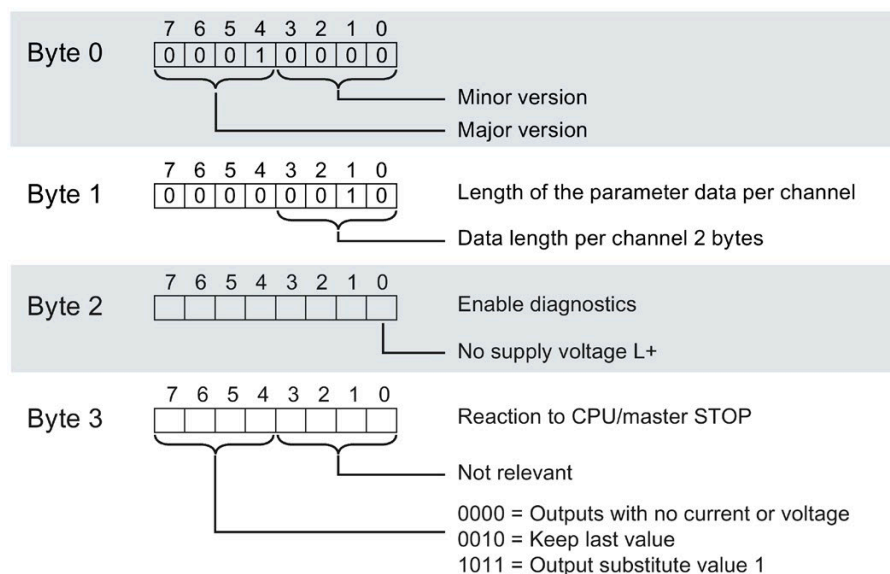 7 6 5 4 3 2 1 0
Byte 0
0 0 0 1 0 0 0 0
Minor version
Major version
7 6 5 4 3 2 1 0
Byte 1
0 0 0 0 0 0 1 0
Length of the parameter data per channel
Data length per channel 2 bytes
7 6 5 4 3 2 1 0
Byte 2
Enable diagnostics
No supply voltage L+
7 6 5 4 3 2 1 0
Byte 3
Reaction to CPU/master STOP
Not relevant
0000 = Outputs with no current or voltage
0010 = Keep last value
1011 = Output substitute value 1